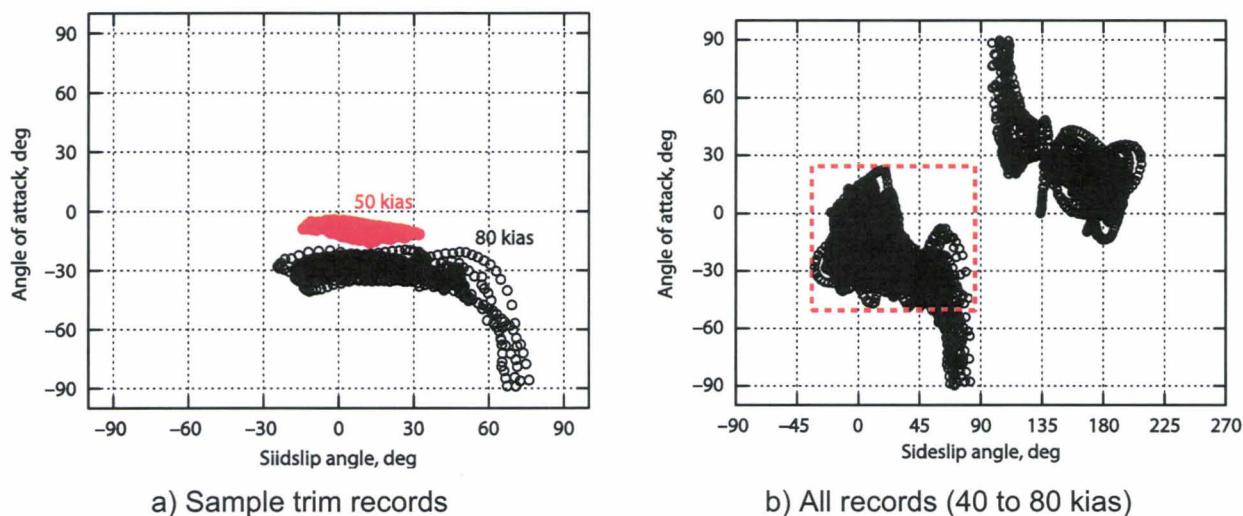 90
60
30
0
−30
−60
−90
−90 −60 −30 0 30 60 90
Angle of attack, deg
Siidslip angle, deg
50 kias
80 kias
a) Sample trim records
90
60
30
0
−30
−60
−90
−90 −45 0 45 90 135 180 225 270
Angle of attack, deg
Sideslip angle, deg
b) All records (40 to 80 kias)